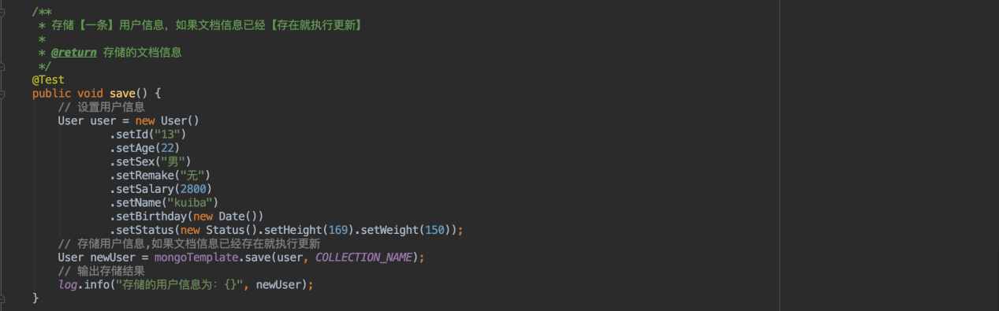 /**
 * 存储【一条】用户信息，如果文档信息已经【存在就执行更新】
 *
 * @return 存储的文档信息
 */
@Test
public void save() {
    // 设置用户信息
    User user = new User()
            .setId("13")
            .setAge(22)
            .setSex("男")
            .setRemake("无")
            .setSalary(2800)
            .setName("kuiba")
            .setBirthday(new Date())
            .setStatus(new Status().setHeight(169).setWeight(150));
    // 存储用户信息,如果文档信息已经存在就执行更新
    User newUser = mongoTemplate.save(user, COLLECTION_NAME);
    // 输出存储结果
    log.info("存储的用户信息为：{}", newUser);
}